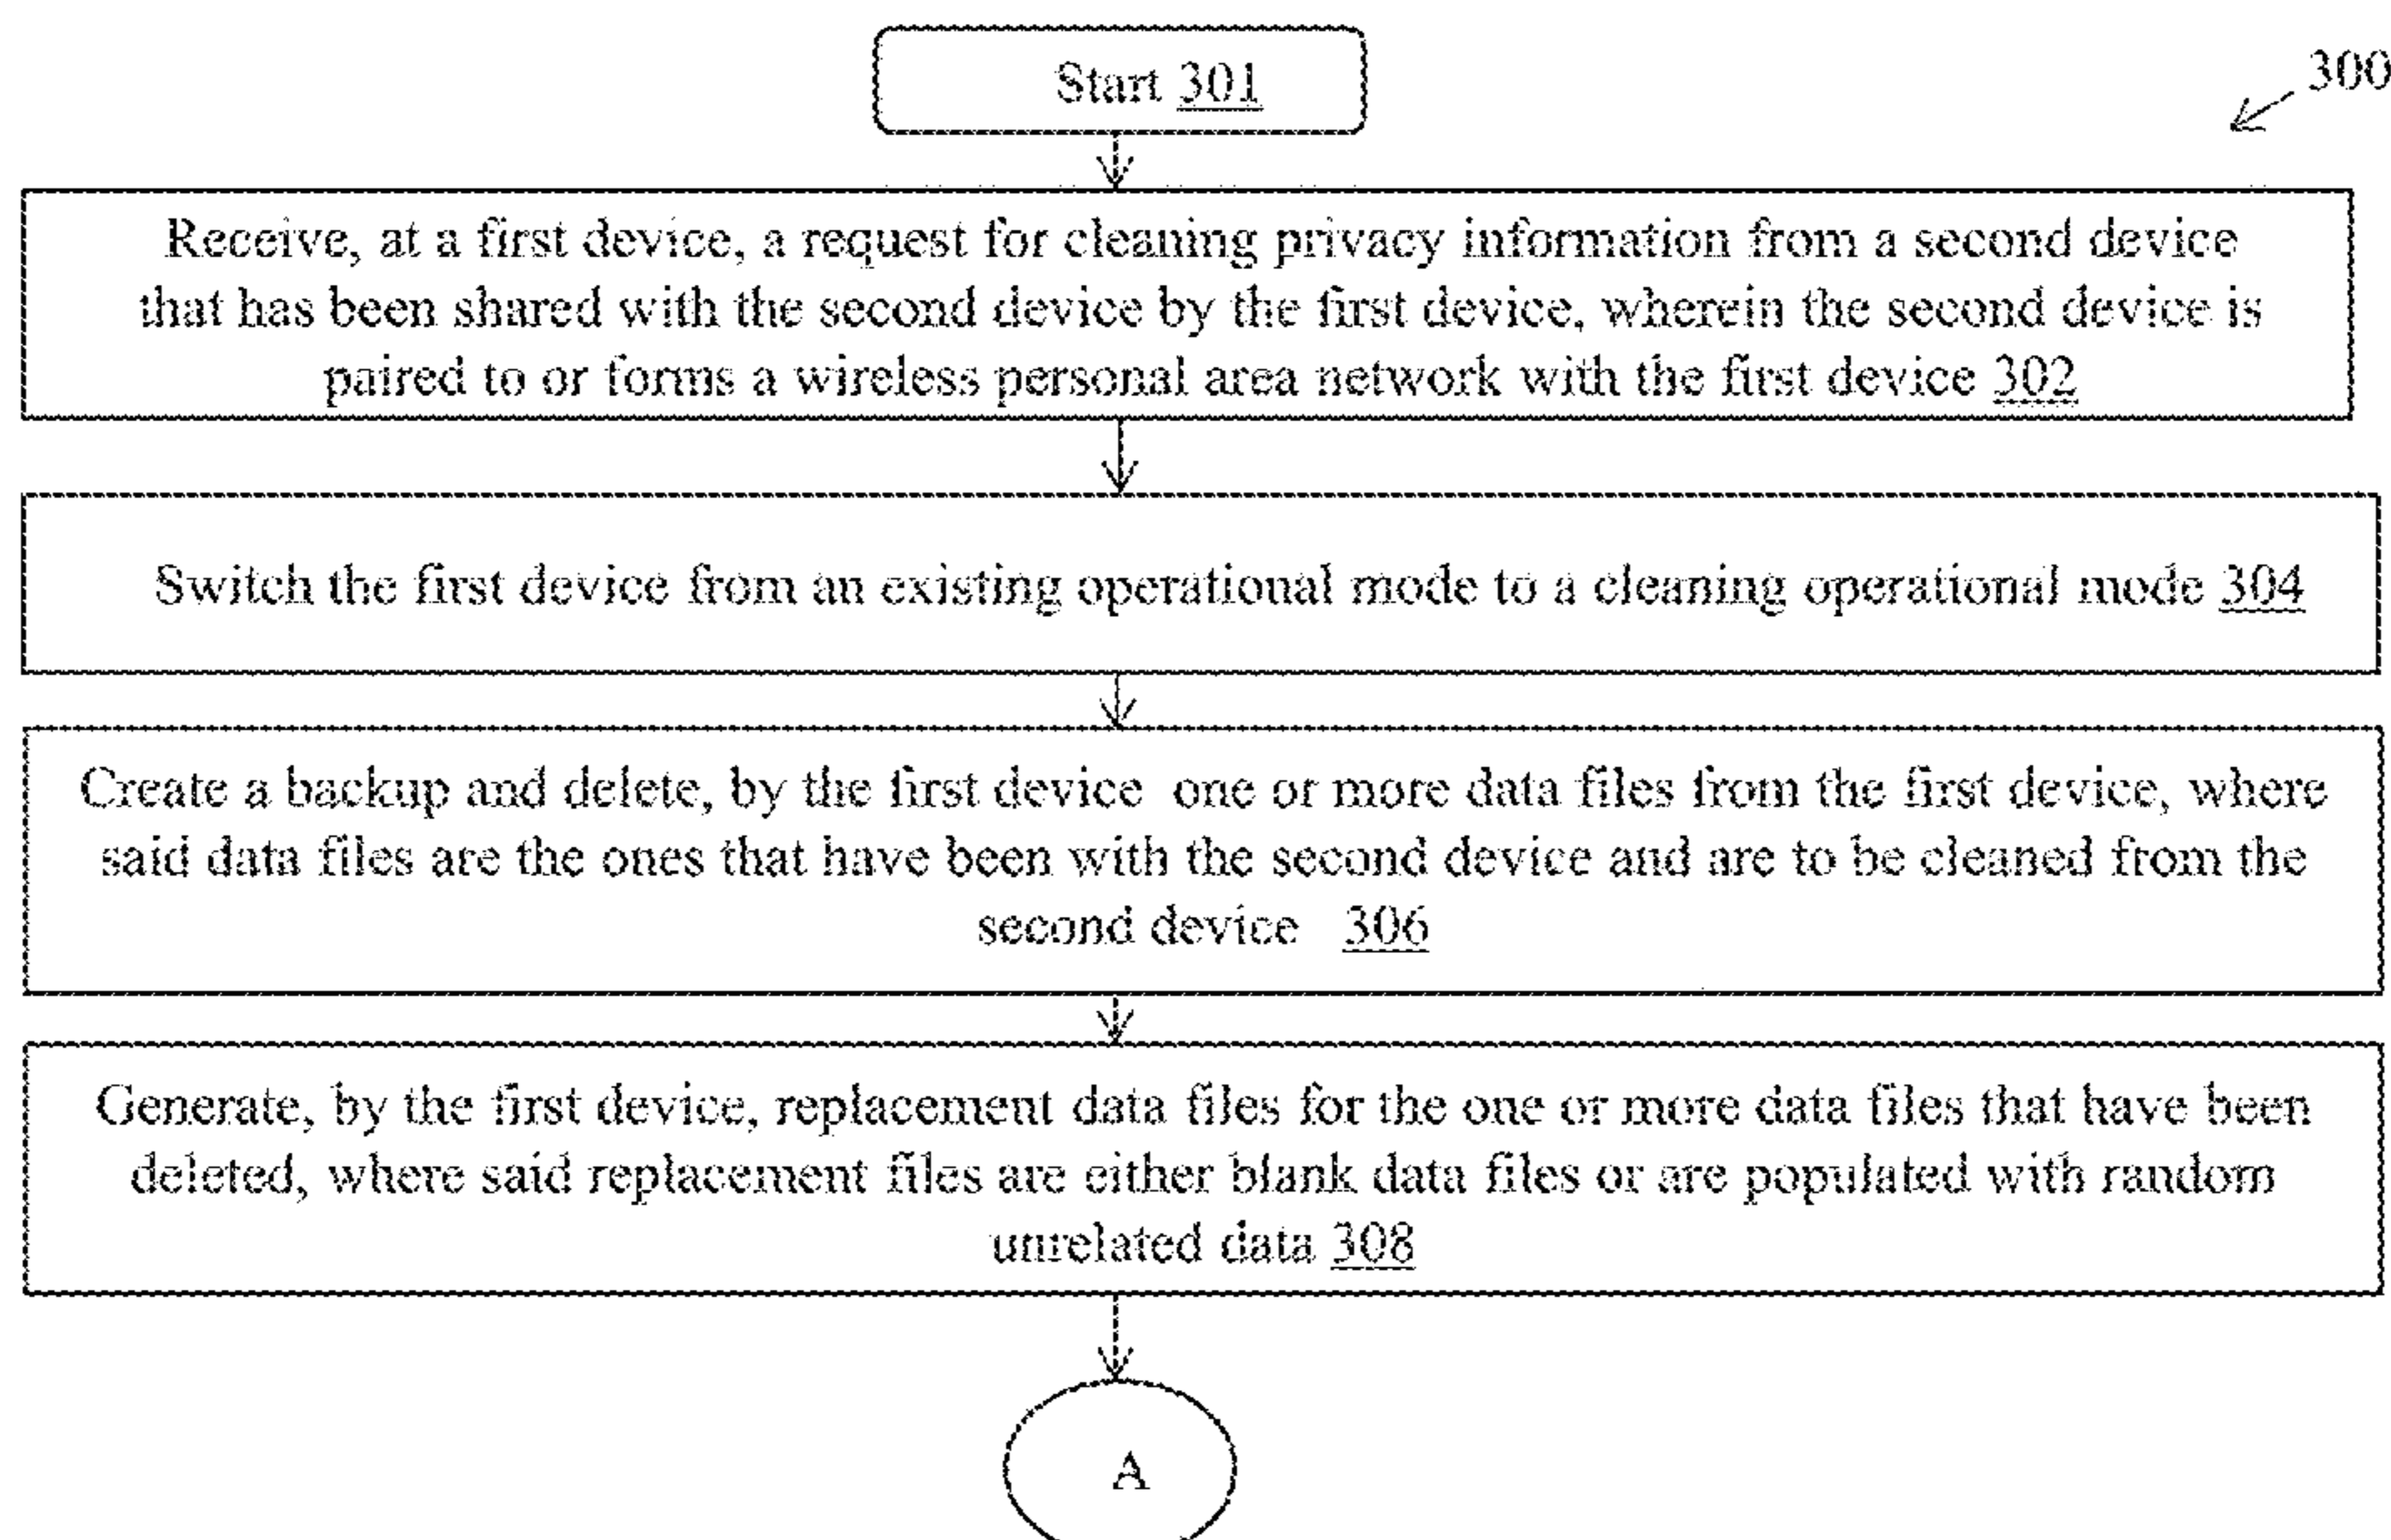 Start 301
300
Receive, at a first device, a request for cleaning privacy information from a second device
that has been shared with the second device by the first device, wherein the second device is
paired to or forms a wireless personal area network with the first device 302
Switch the first device from an existing operational mode to a cleaning operational mode 304
Create a backup and delete, by the first device one or more data files from the first device, where
said data files are the ones that have been with the second device and are to be cleaned from the
second device 306
Generate, by the first device, replacement data files for the one or more data files that have been
deleted, where said replacement files are either blank data files or are populated with random
unrelated data 308
A